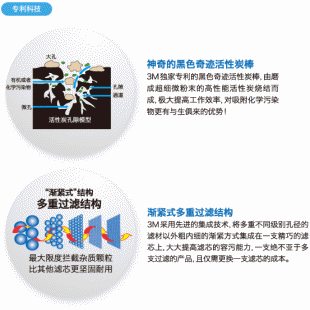 专利科技
大孔
有机或者
化学污染物
孔隙
通道
微孔
活性炭孔隙模型
神奇的黑色奇迹活性炭棒
3M独家专利的黑色奇迹活性炭棒,由磨
成超细微粉末的高性能活性炭烧结而
成,极大提高工作效率,对吸附化学污染
物更有与生俱来的优势!
“渐紧式”结构
多重过滤结构
最大限度拦截杂质颗粒
比其他滤芯更坚固耐用
渐紧式多重过滤结构
3M采用先进的集成技术,将多重不同级别孔径的
滤材以外粗内细的渐紧方式集成在一支精巧的滤
芯上,大大提高滤芯的容污能力,一支绝不亚于多
支过滤的产品,且仅需更换一支滤芯的成本。